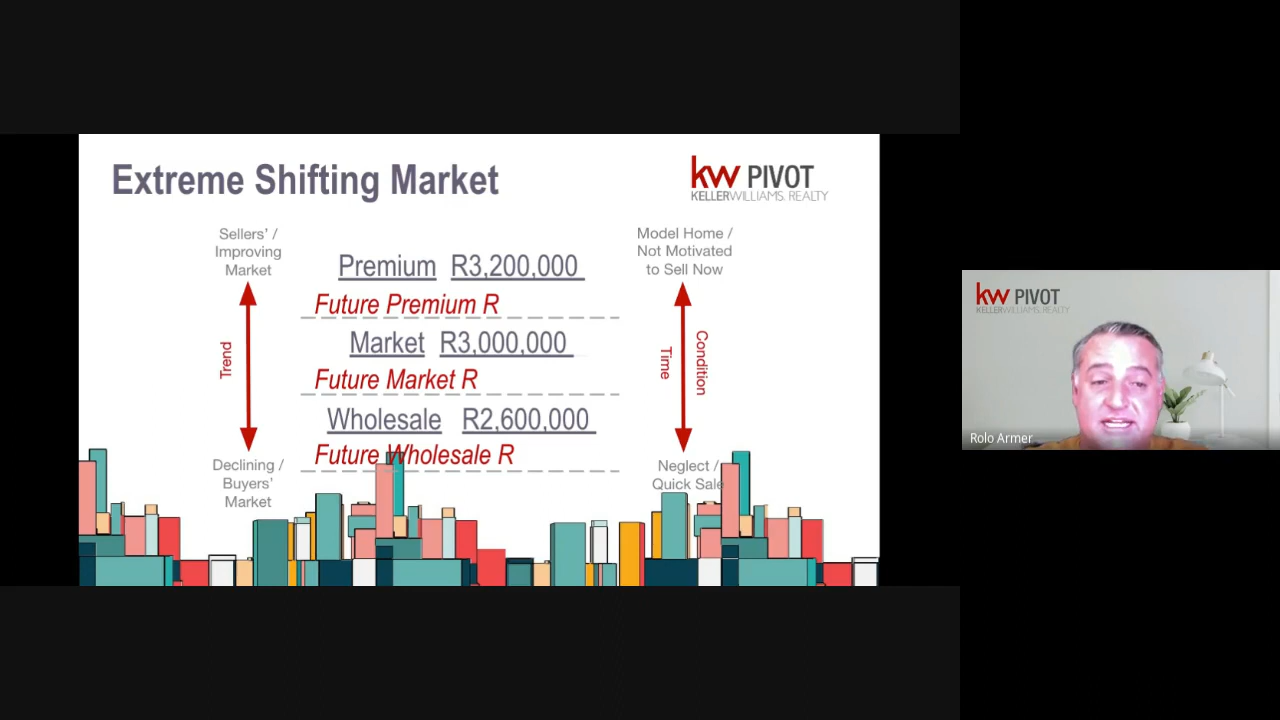 Extreme Shifting Market
kw PIVOT
KELLERWILLIAMS. REALTY
Sellers' /
Improving
Market
Model Home /
Not Motivated
to Sell Now
Premium R3,200,000
Future Premium R
Market R3,000,000
Future Market R
Wholesale R2,600,000
Future Wholesale R
Trend
Time
Condition
Declining /
Buyers'
Market
Neglect /
Quick Sale
kw PIVOT
KELLERWILLIAMS. REALTY
Rolo Armer